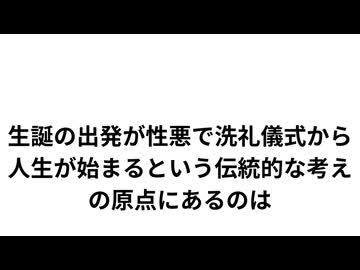 生誕の出発が性悪で洗礼儀式から
人生が始まるという伝統的な考え
の原点にあるのは